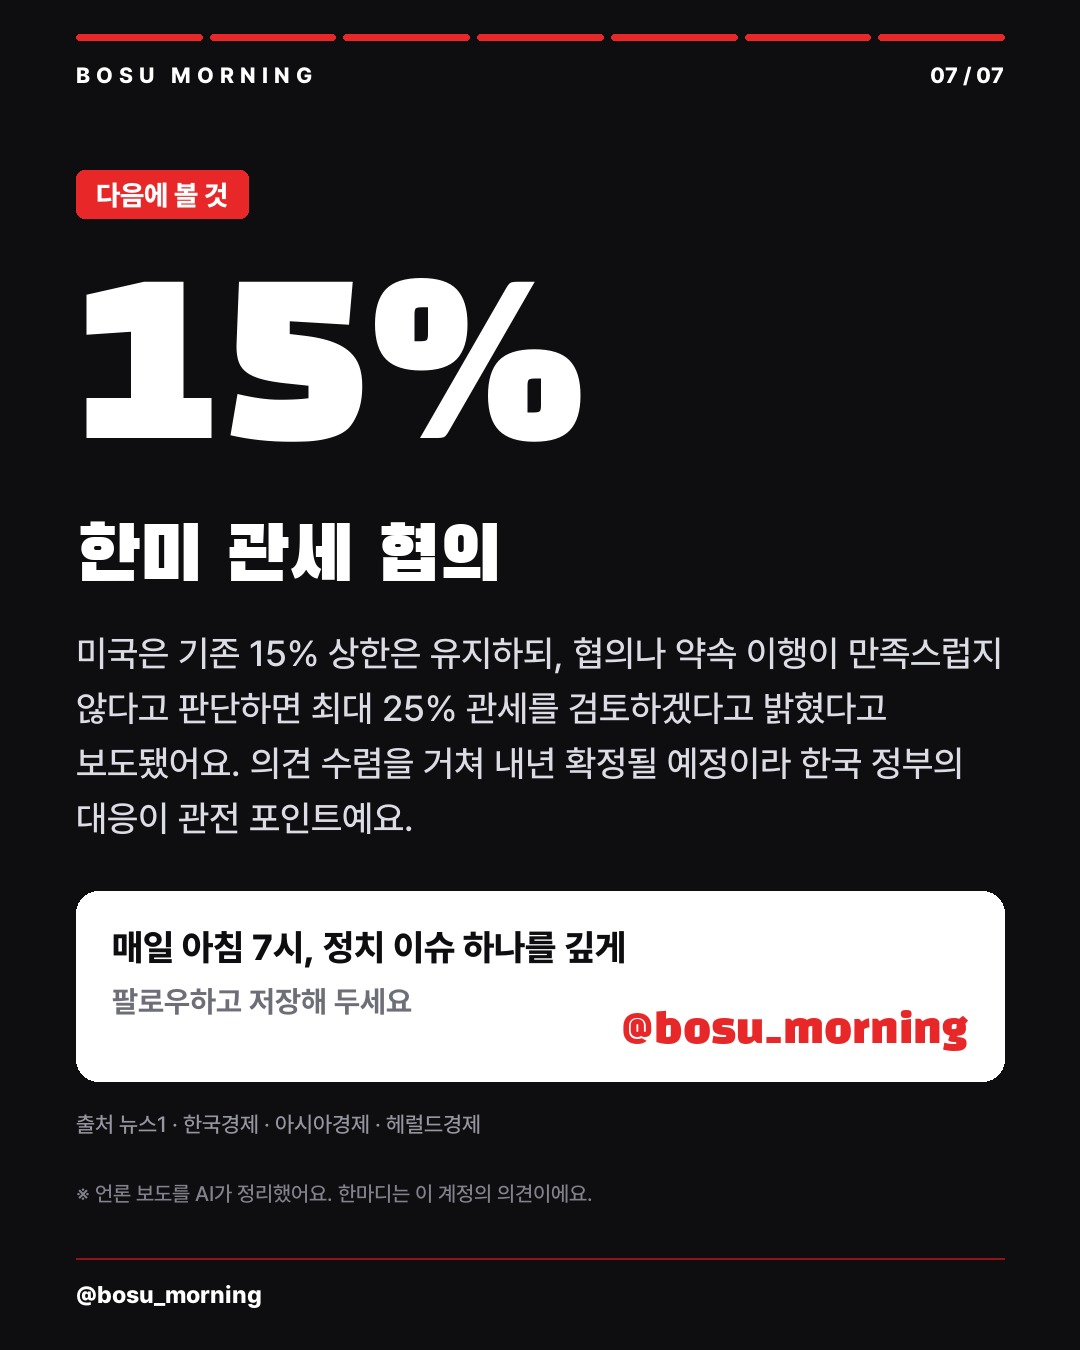 BOSU MORNING
07 / 07
다음에 볼 것
15%
한미 관세 협의
미국은 기존 15% 상한은 유지하되, 협의나 약속 이행이 만족스럽지
않다고 판단하면 최대 25% 관세를 검토하겠다고 밝혔다고
보도됐어요. 의견 수렴을 거쳐 내년 확정될 예정이라 한국 정부의
대응이 관전 포인트예요.
매일 아침 7시, 정치 이슈 하나를 깊게
팔로우하고 저장해 두세요
@bosu_morning
출처 뉴스1 · 한국경제 · 아시아경제 · 헤럴드경제
※ 언론 보도를 AI가 정리했어요. 한마디는 이 계정의 의견이에요.
@bosu_morning